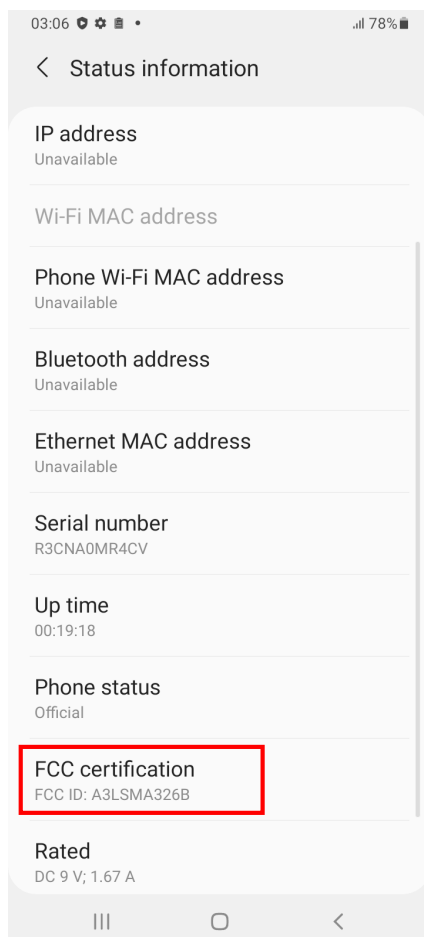 03:06 78%
Status information
IP address
Unavailable
Wi-Fi MAC address
Phone Wi-Fi MAC address
Unavailable
Bluetooth address
Unavailable
Ethernet MAC address
Unavailable
Serial number
R3CNA0MR4CV
Up time
00:19:18
Phone status
Official
FCC certification
FCC ID: A3LSMA326B
Rated
DC 9 V; 1.67 A